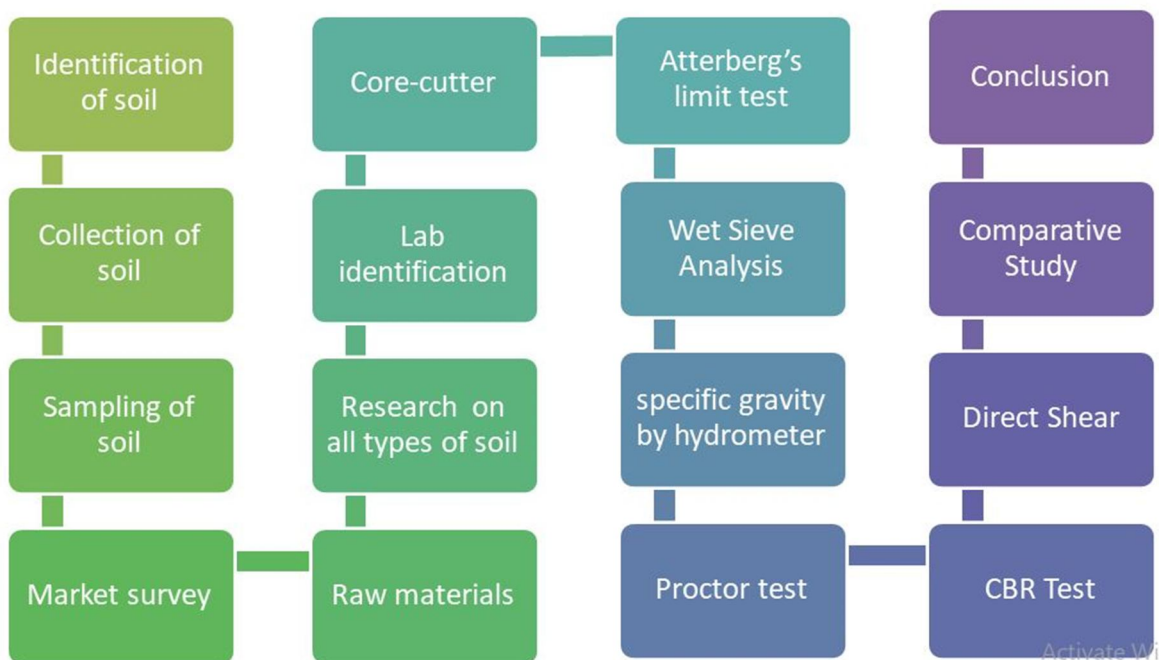 Identification
of soil
Collection of
soil
Sampling of
soil
Market survey
Raw materials
Research on
all types of soil
Lab
identification
Core-cutter
Atterberg’s
limit test
Wet Sieve
Analysis
specific gravity
by hydrometer
Proctor test
CBR Test
Direct Shear
Comparative
Study
Conclusion
Activate Wi